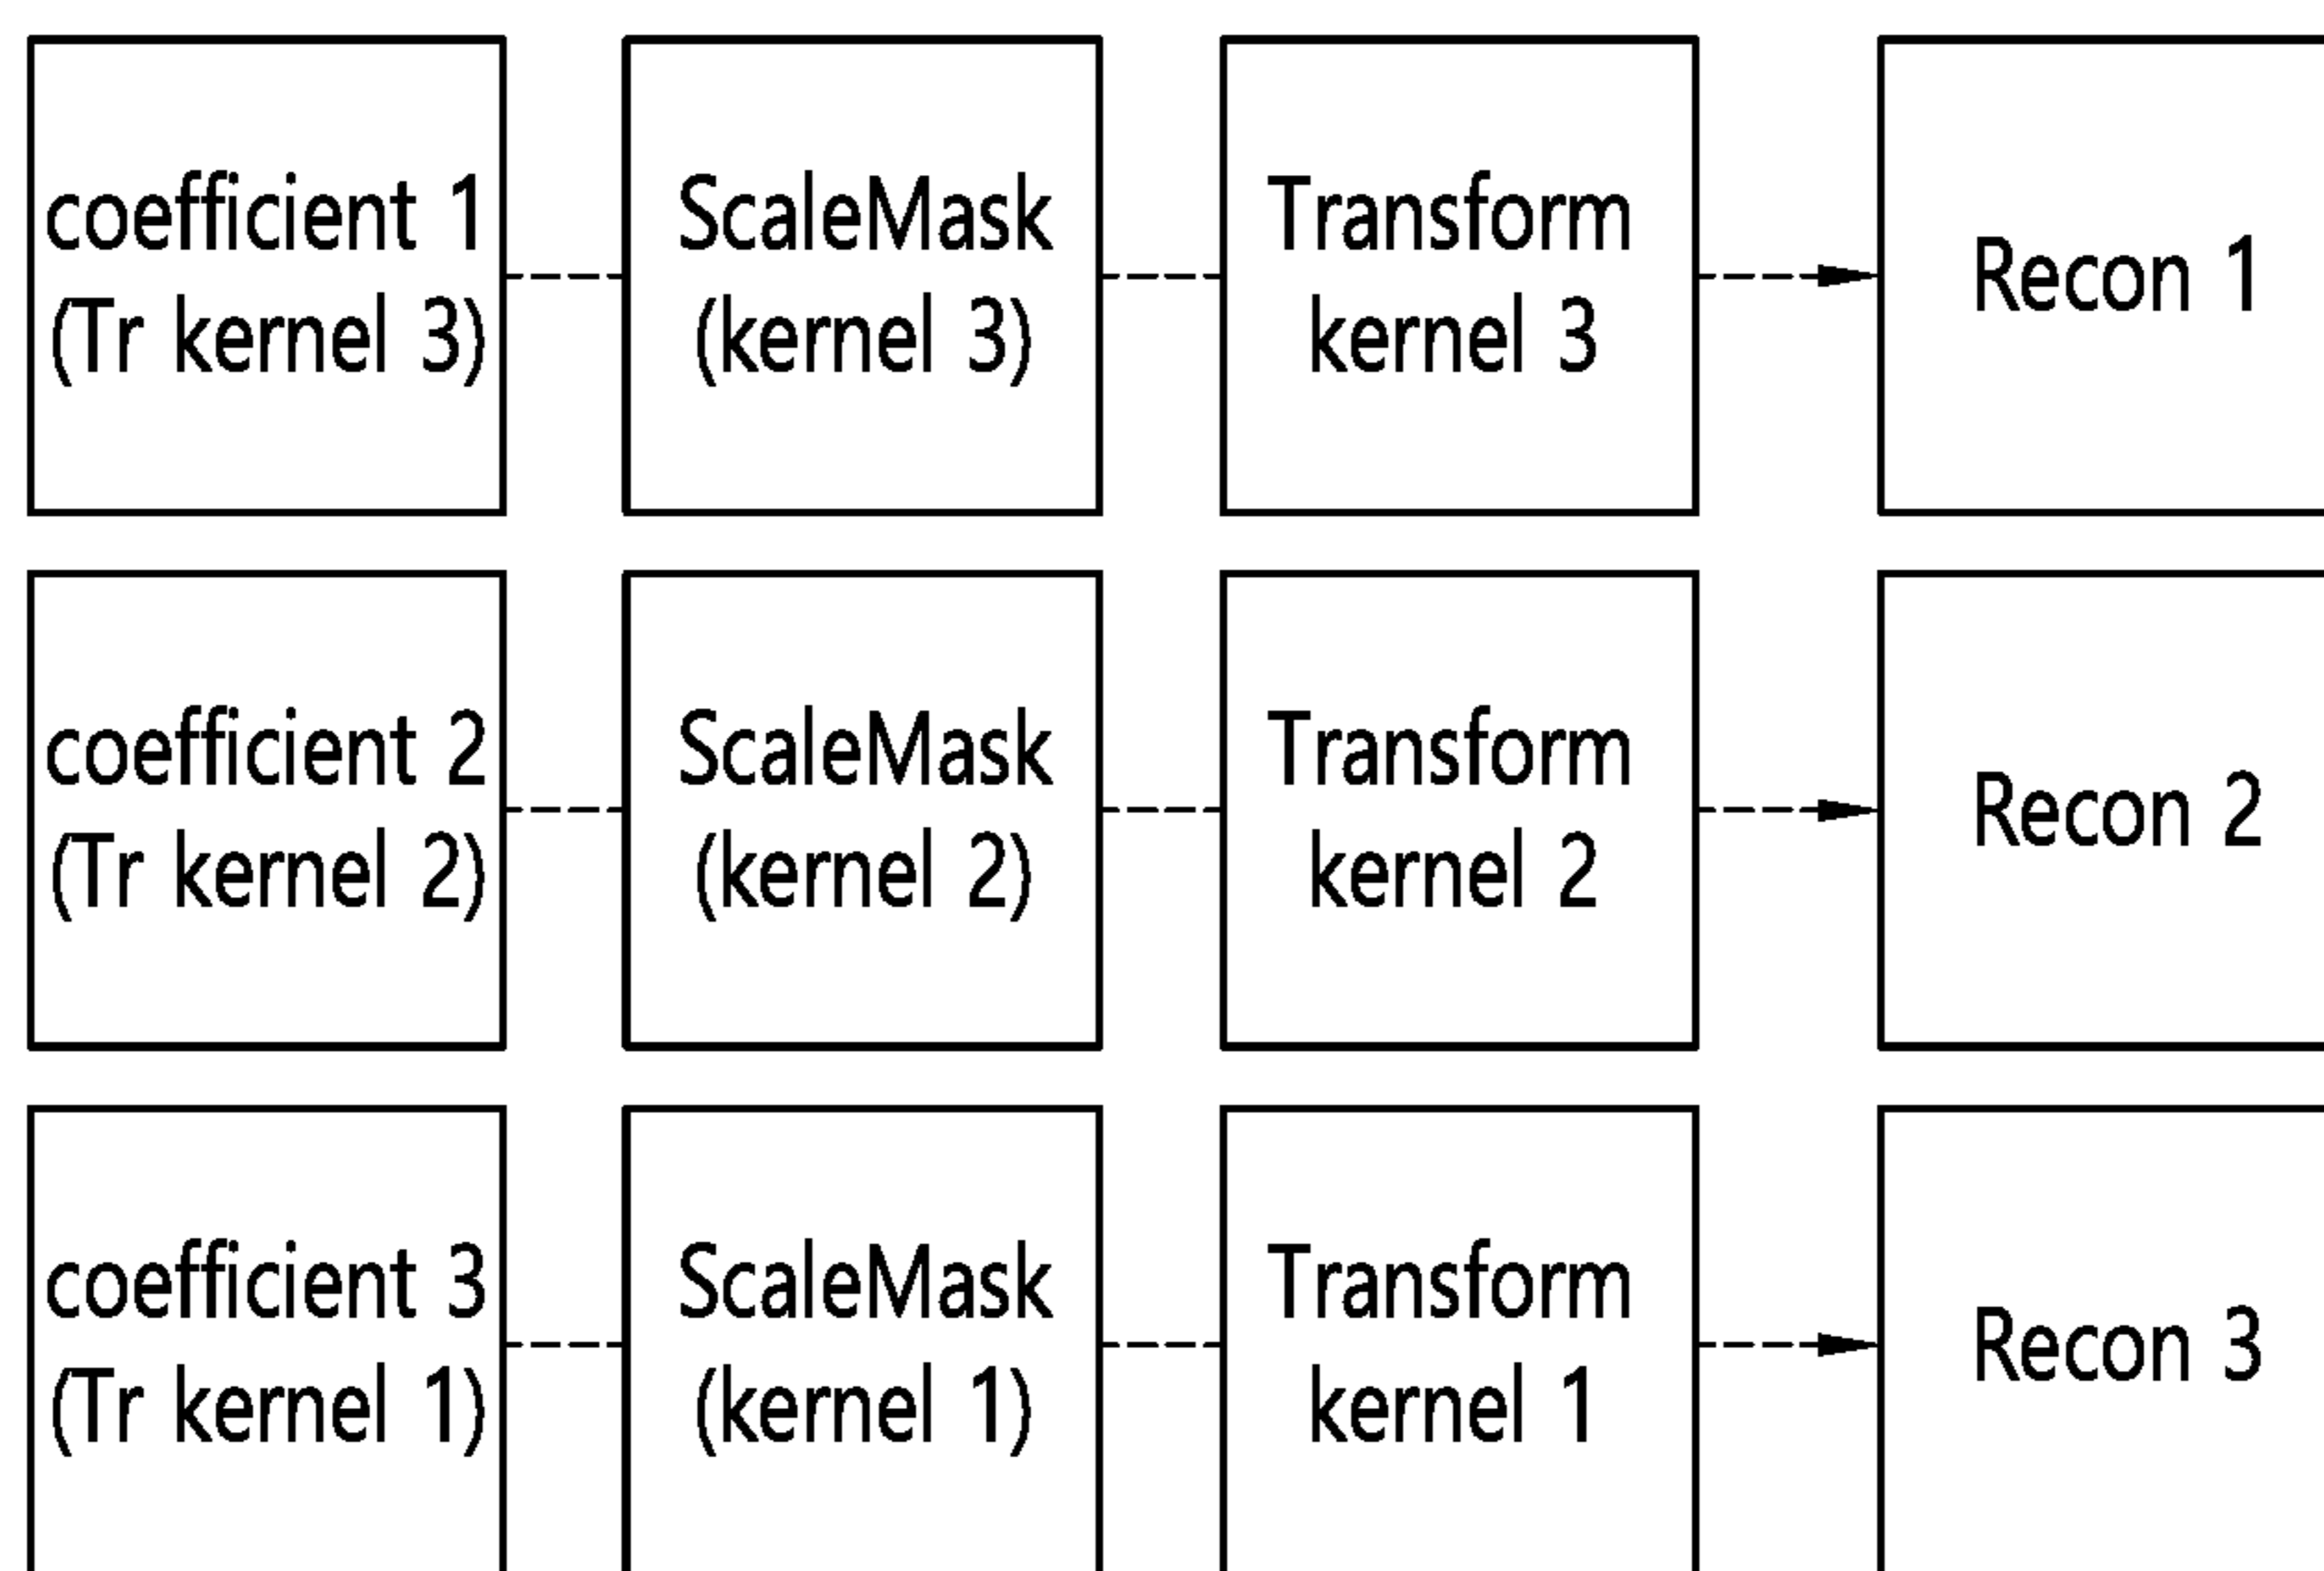 coefficient 1
(Tr kernel 3)
ScaleMask
(kernel 3)
Transform
kernel 3
Recon 1
coefficient 2
(Tr kernel 2)
ScaleMask
(kernel 2)
Transform
kernel 2
Recon 2
coefficient 3
(Tr kernel 1)
ScaleMask
(kernel 1)
Transform
kernel 1
Recon 3